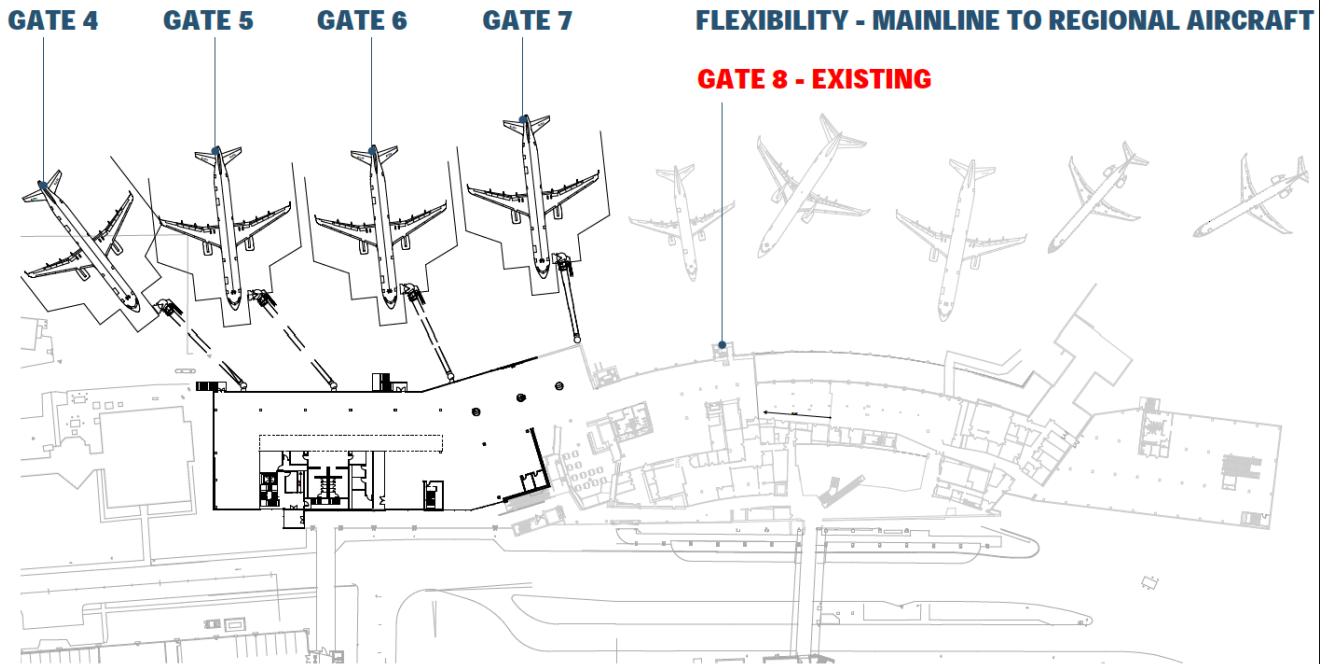 GATE 4
GATE 5
GATE 6
GATE 7
FLEXIBILITY - MAINLINE TO REGIONAL AIRCRAFT
GATE 8 - EXISTING